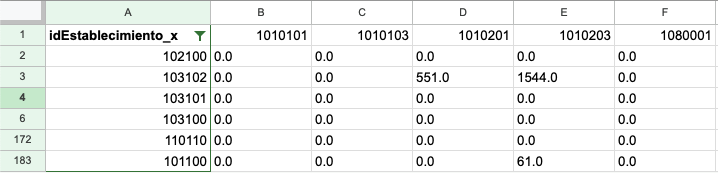 A B C D E F
1 idEstablecimiento_x 1010101 1010103 1010201 1010203 1080001
2 102100 0.0 0.0 0.0 0.0 0.0
3 103102 0.0 0.0 551.0 1544.0 0.0
4 103101 0.0 0.0 0.0 0.0 0.0
6 103100 0.0 0.0 0.0 0.0 0.0
172 110110 0.0 0.0 0.0 0.0 0.0
183 101100 0.0 0.0 0.0 61.0 0.0